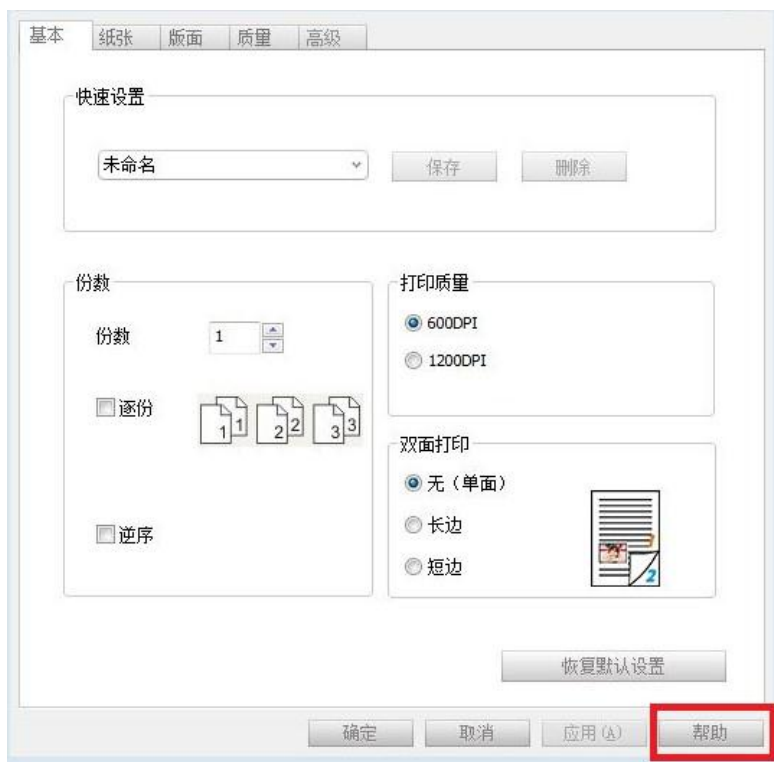 基本 纸张 版面 质量 高级
快速设置
未命名 保存 删除
份数
份数 1
逐份
1 1 2 2 3 3
逆序
打印质量
600DPI
1200DPI
双面打印
无（单面）
长边
短边
3
2
恢复默认设置
确定 取消 应用(A) 帮助